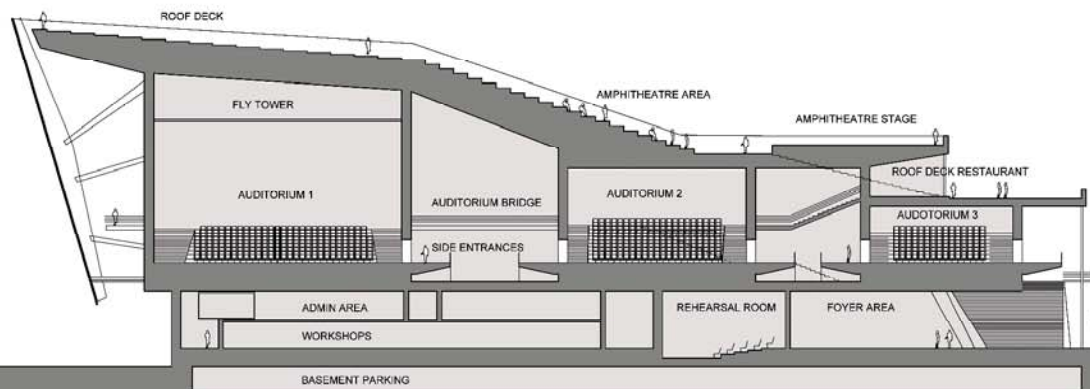 ROOF DECK
FLY TOWER
AMPHITHEATRE AREA
AMPHITHEATRE STAGE
ROOF DECK RESTAURANT
AUDITORIUM 1
AUDITORIUM BRIDGE
AUDITORIUM 2
AUDOTORIUM 3
SIDE ENTRANCES
ADMIN AREA
REHEARSAL ROOM
FOYER AREA
WORKSHOPS
BASEMENT PARKING